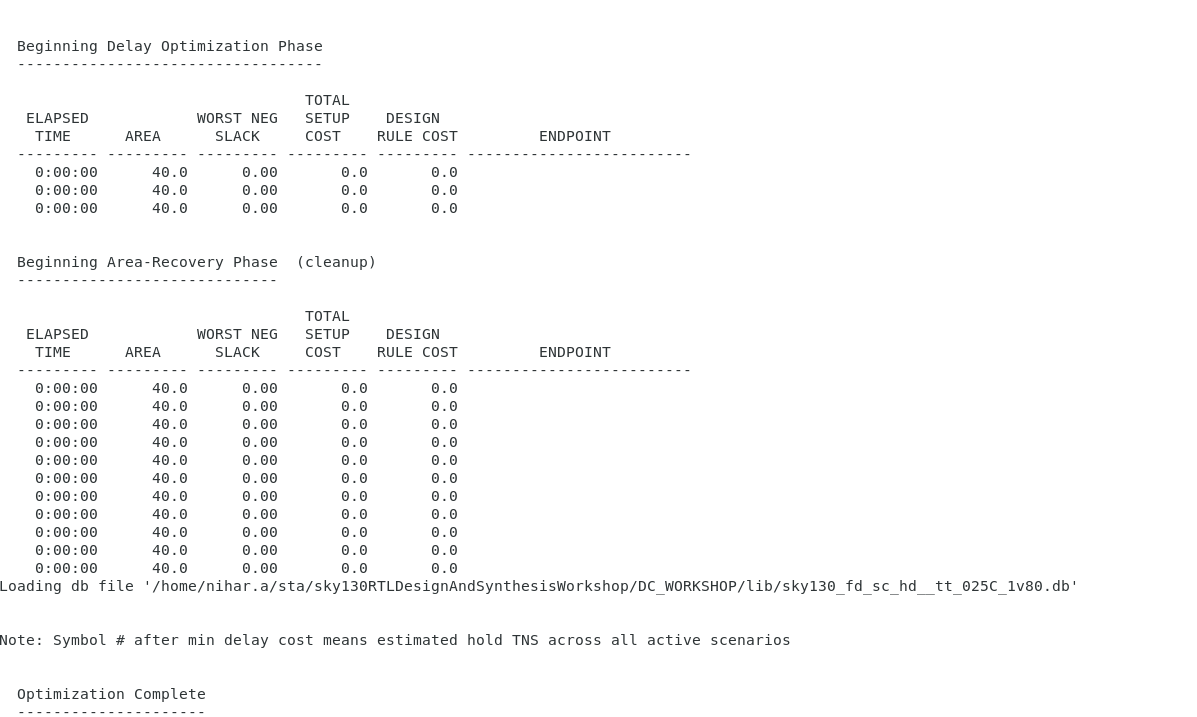 Beginning Delay Optimization Phase
  ----------------------------------
                                TOTAL
 ELAPSED            WORST NEG   SETUP    DESIGN
  TIME      AREA      SLACK     COST    RULE COST         ENDPOINT
--------- --------- --------- --------- --------- -------------------------
  0:00:00      40.0      0.00       0.0       0.0
  0:00:00      40.0      0.00       0.0       0.0
  0:00:00      40.0      0.00       0.0       0.0
  Beginning Area-Recovery Phase  (cleanup)
  -----------------------------
                                TOTAL
 ELAPSED            WORST NEG   SETUP    DESIGN
  TIME      AREA      SLACK     COST    RULE COST         ENDPOINT
--------- --------- --------- --------- --------- -------------------------
  0:00:00      40.0      0.00       0.0       0.0
  0:00:00      40.0      0.00       0.0       0.0
  0:00:00      40.0      0.00       0.0       0.0
  0:00:00      40.0      0.00       0.0       0.0
  0:00:00      40.0      0.00       0.0       0.0
  0:00:00      40.0      0.00       0.0       0.0
  0:00:00      40.0      0.00       0.0       0.0
  0:00:00      40.0      0.00       0.0       0.0
  0:00:00      40.0      0.00       0.0       0.0
  0:00:00      40.0      0.00       0.0       0.0
  0:00:00      40.0      0.00       0.0       0.0
Loading db file '/home/nihar.a/sta/sky130RTLDesignAndSynthesisWorkshop/DC_WORKSHOP/lib/sky130_fd_sc_hd__tt_025C_1v80.db'
Note: Symbol # after min delay cost means estimated hold TNS across all active scenarios
  Optimization Complete
  ---------------------